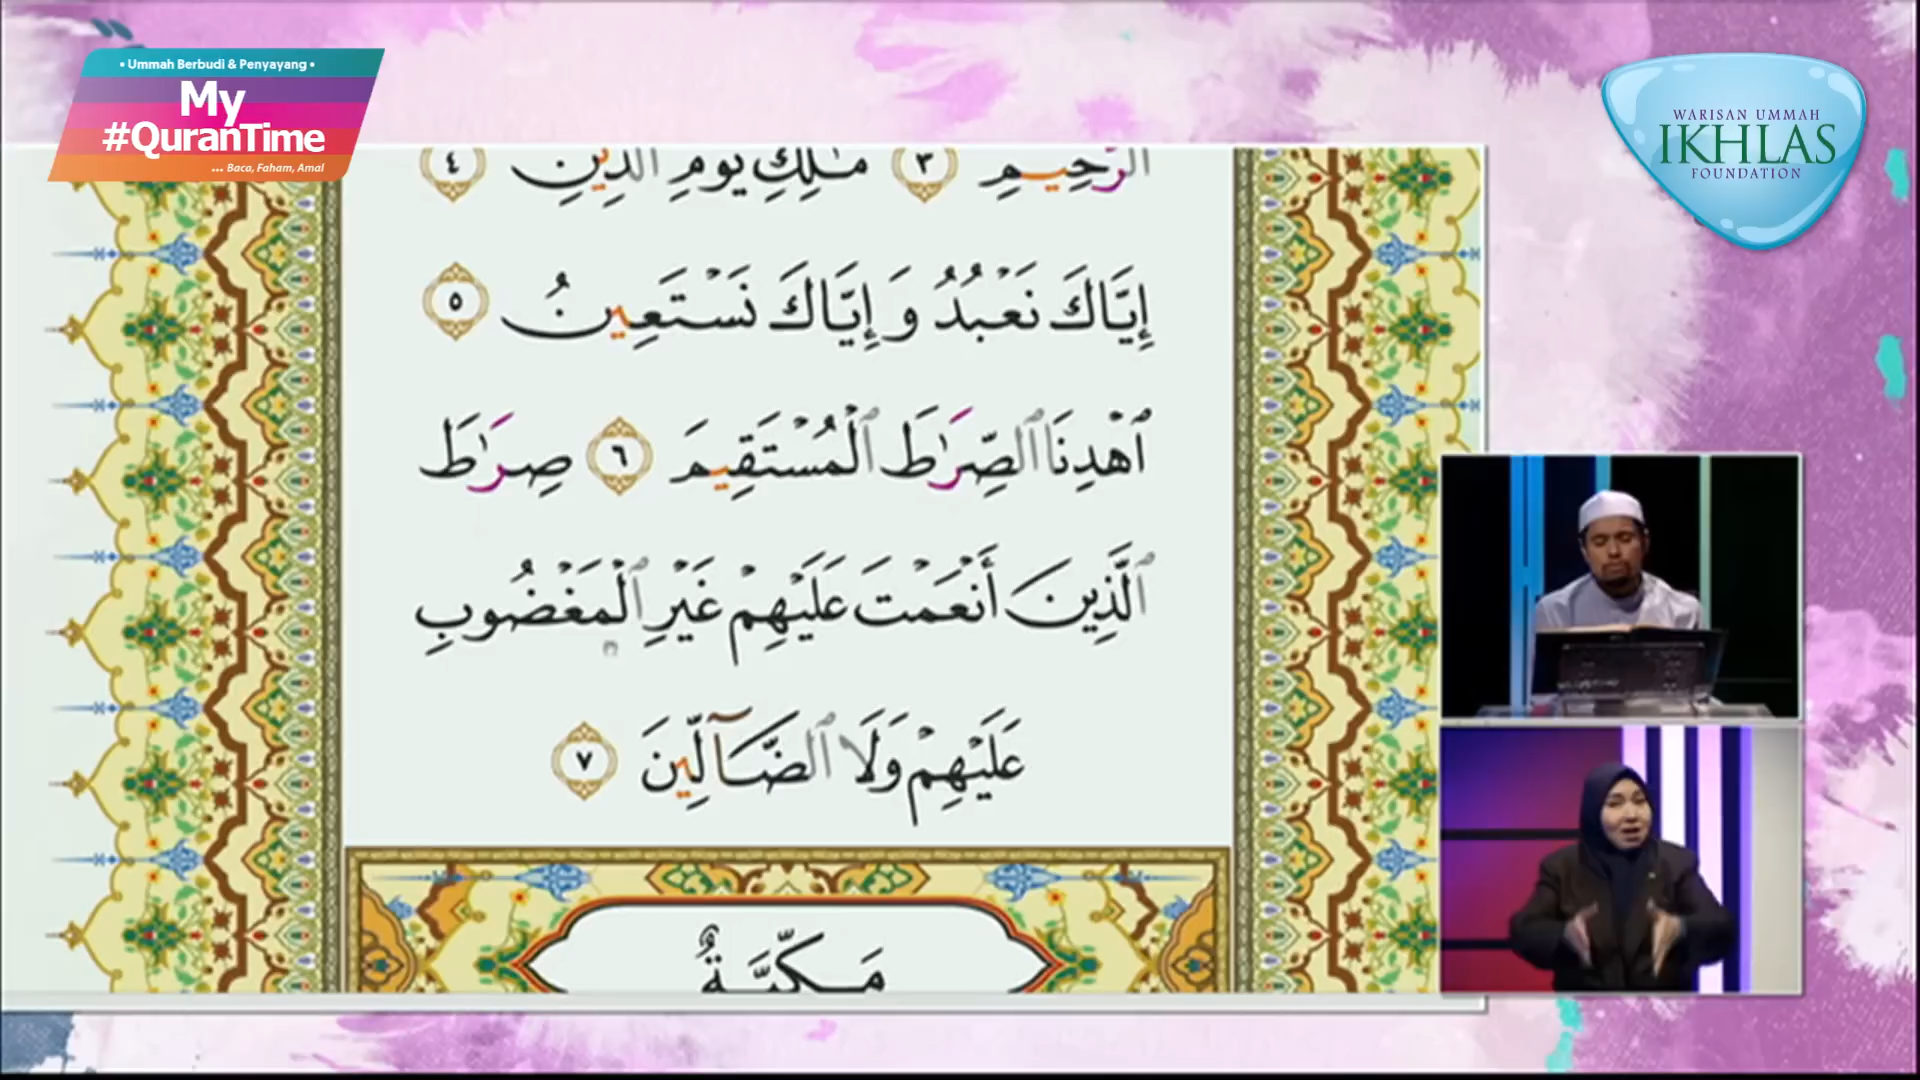 • Ummah Berbudi & Penyayang •
My
#QuranTime
... Baca, Faham, Amal
WARISAN UMMAH
IKHLAS
FOUNDATION
ٱلرَّحِيمِ ٣ مَـٰلِكِ يَوْمِ ٱلدِّينِ ٤
إِيَّاكَ نَعْبُدُ وَإِيَّاكَ نَسْتَعِينُ ٥
ٱهْدِنَا ٱلصِّرَٰطَ ٱلْمُسْتَقِيمَ ٦ صِرَٰطَ
ٱلَّذِينَ أَنْعَمْتَ عَلَيْهِمْ غَيْرِ ٱلْمَغْضُوبِ
عَلَيْهِمْ وَلَا ٱلضَّآلِّينَ ٧
مَكِّيَّةٌ